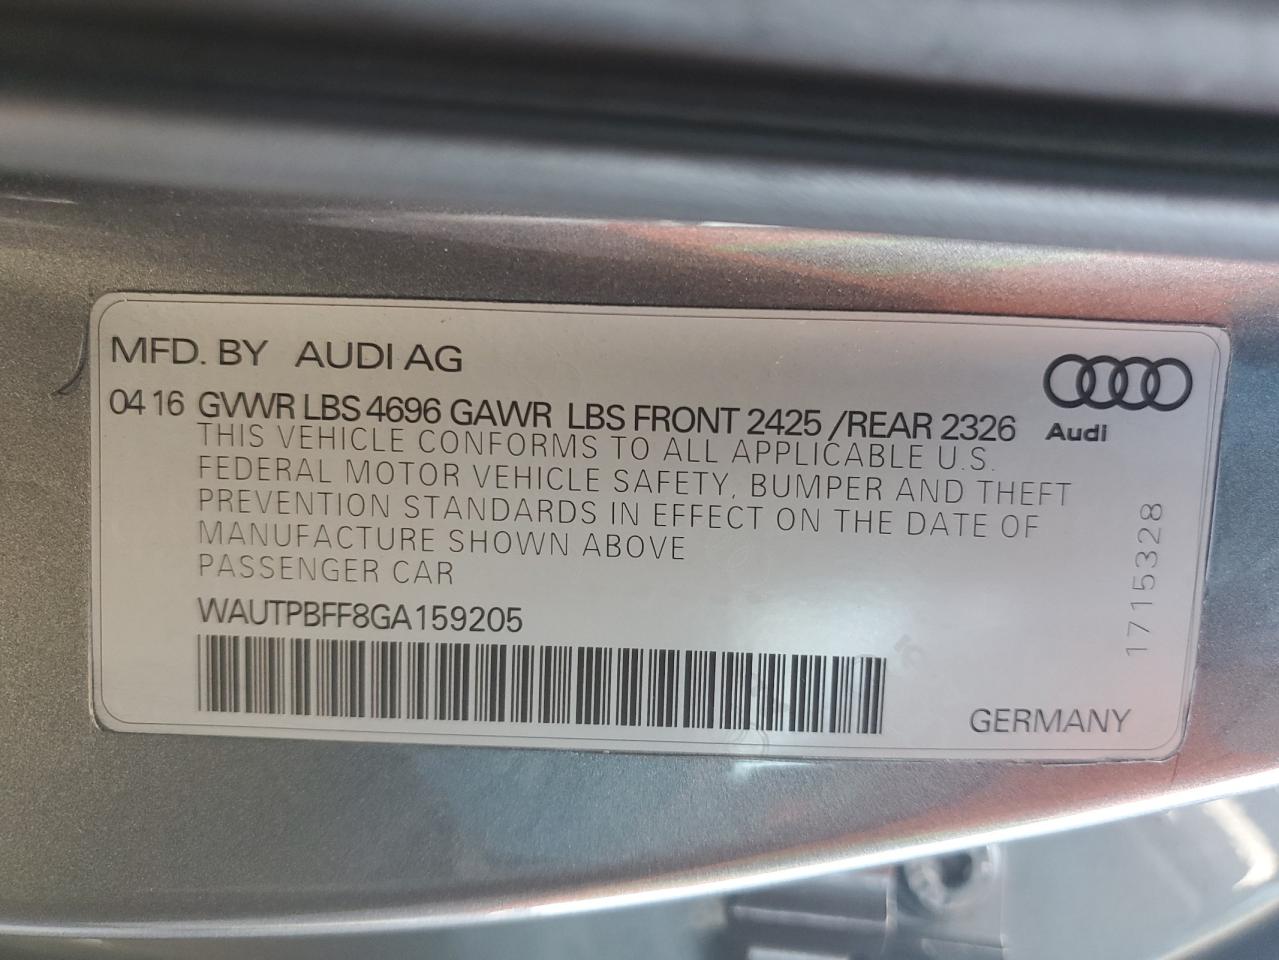 MFD. BY AUDI AG
04 16 GVWR LBS 4696 GAWR LBS FRONT 2425 /REAR 2326
Audi
THIS VEHICLE CONFORMS TO ALL APPLICABLE U.S.
FEDERAL MOTOR VEHICLE SAFETY, BUMPER AND THEFT
PREVENTION STANDARDS IN EFFECT ON THE DATE OF
MANUFACTURE SHOWN ABOVE
PASSENGER CAR
WAUTPBFF8GA159205
1715328
GERMANY